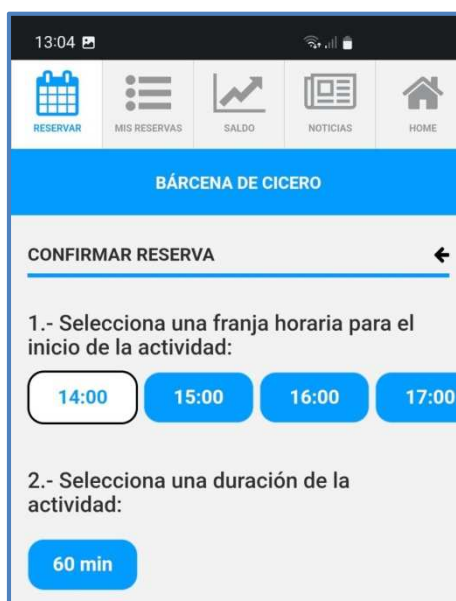 13:04
RESERVAR MIS RESERVAS SALDO NOTICIAS HOME
BÁRCENA DE CICERO
CONFIRMAR RESERVA
1.- Selecciona una franja horaria para el
inicio de la actividad:
14:00 15:00 16:00 17:00
2.- Selecciona una duración de la
actividad:
60 min